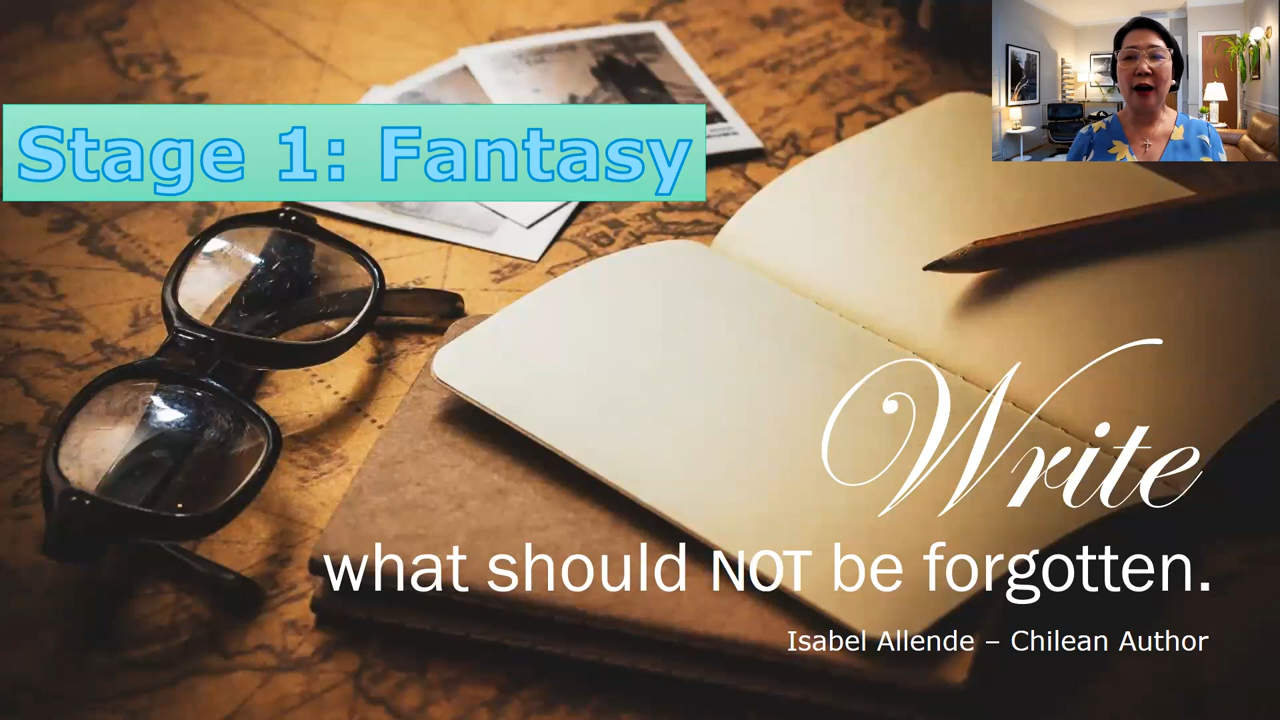 Stage 1: Fantasy
Write
what should NOT be forgotten.
Isabel Allende – Chilean Author